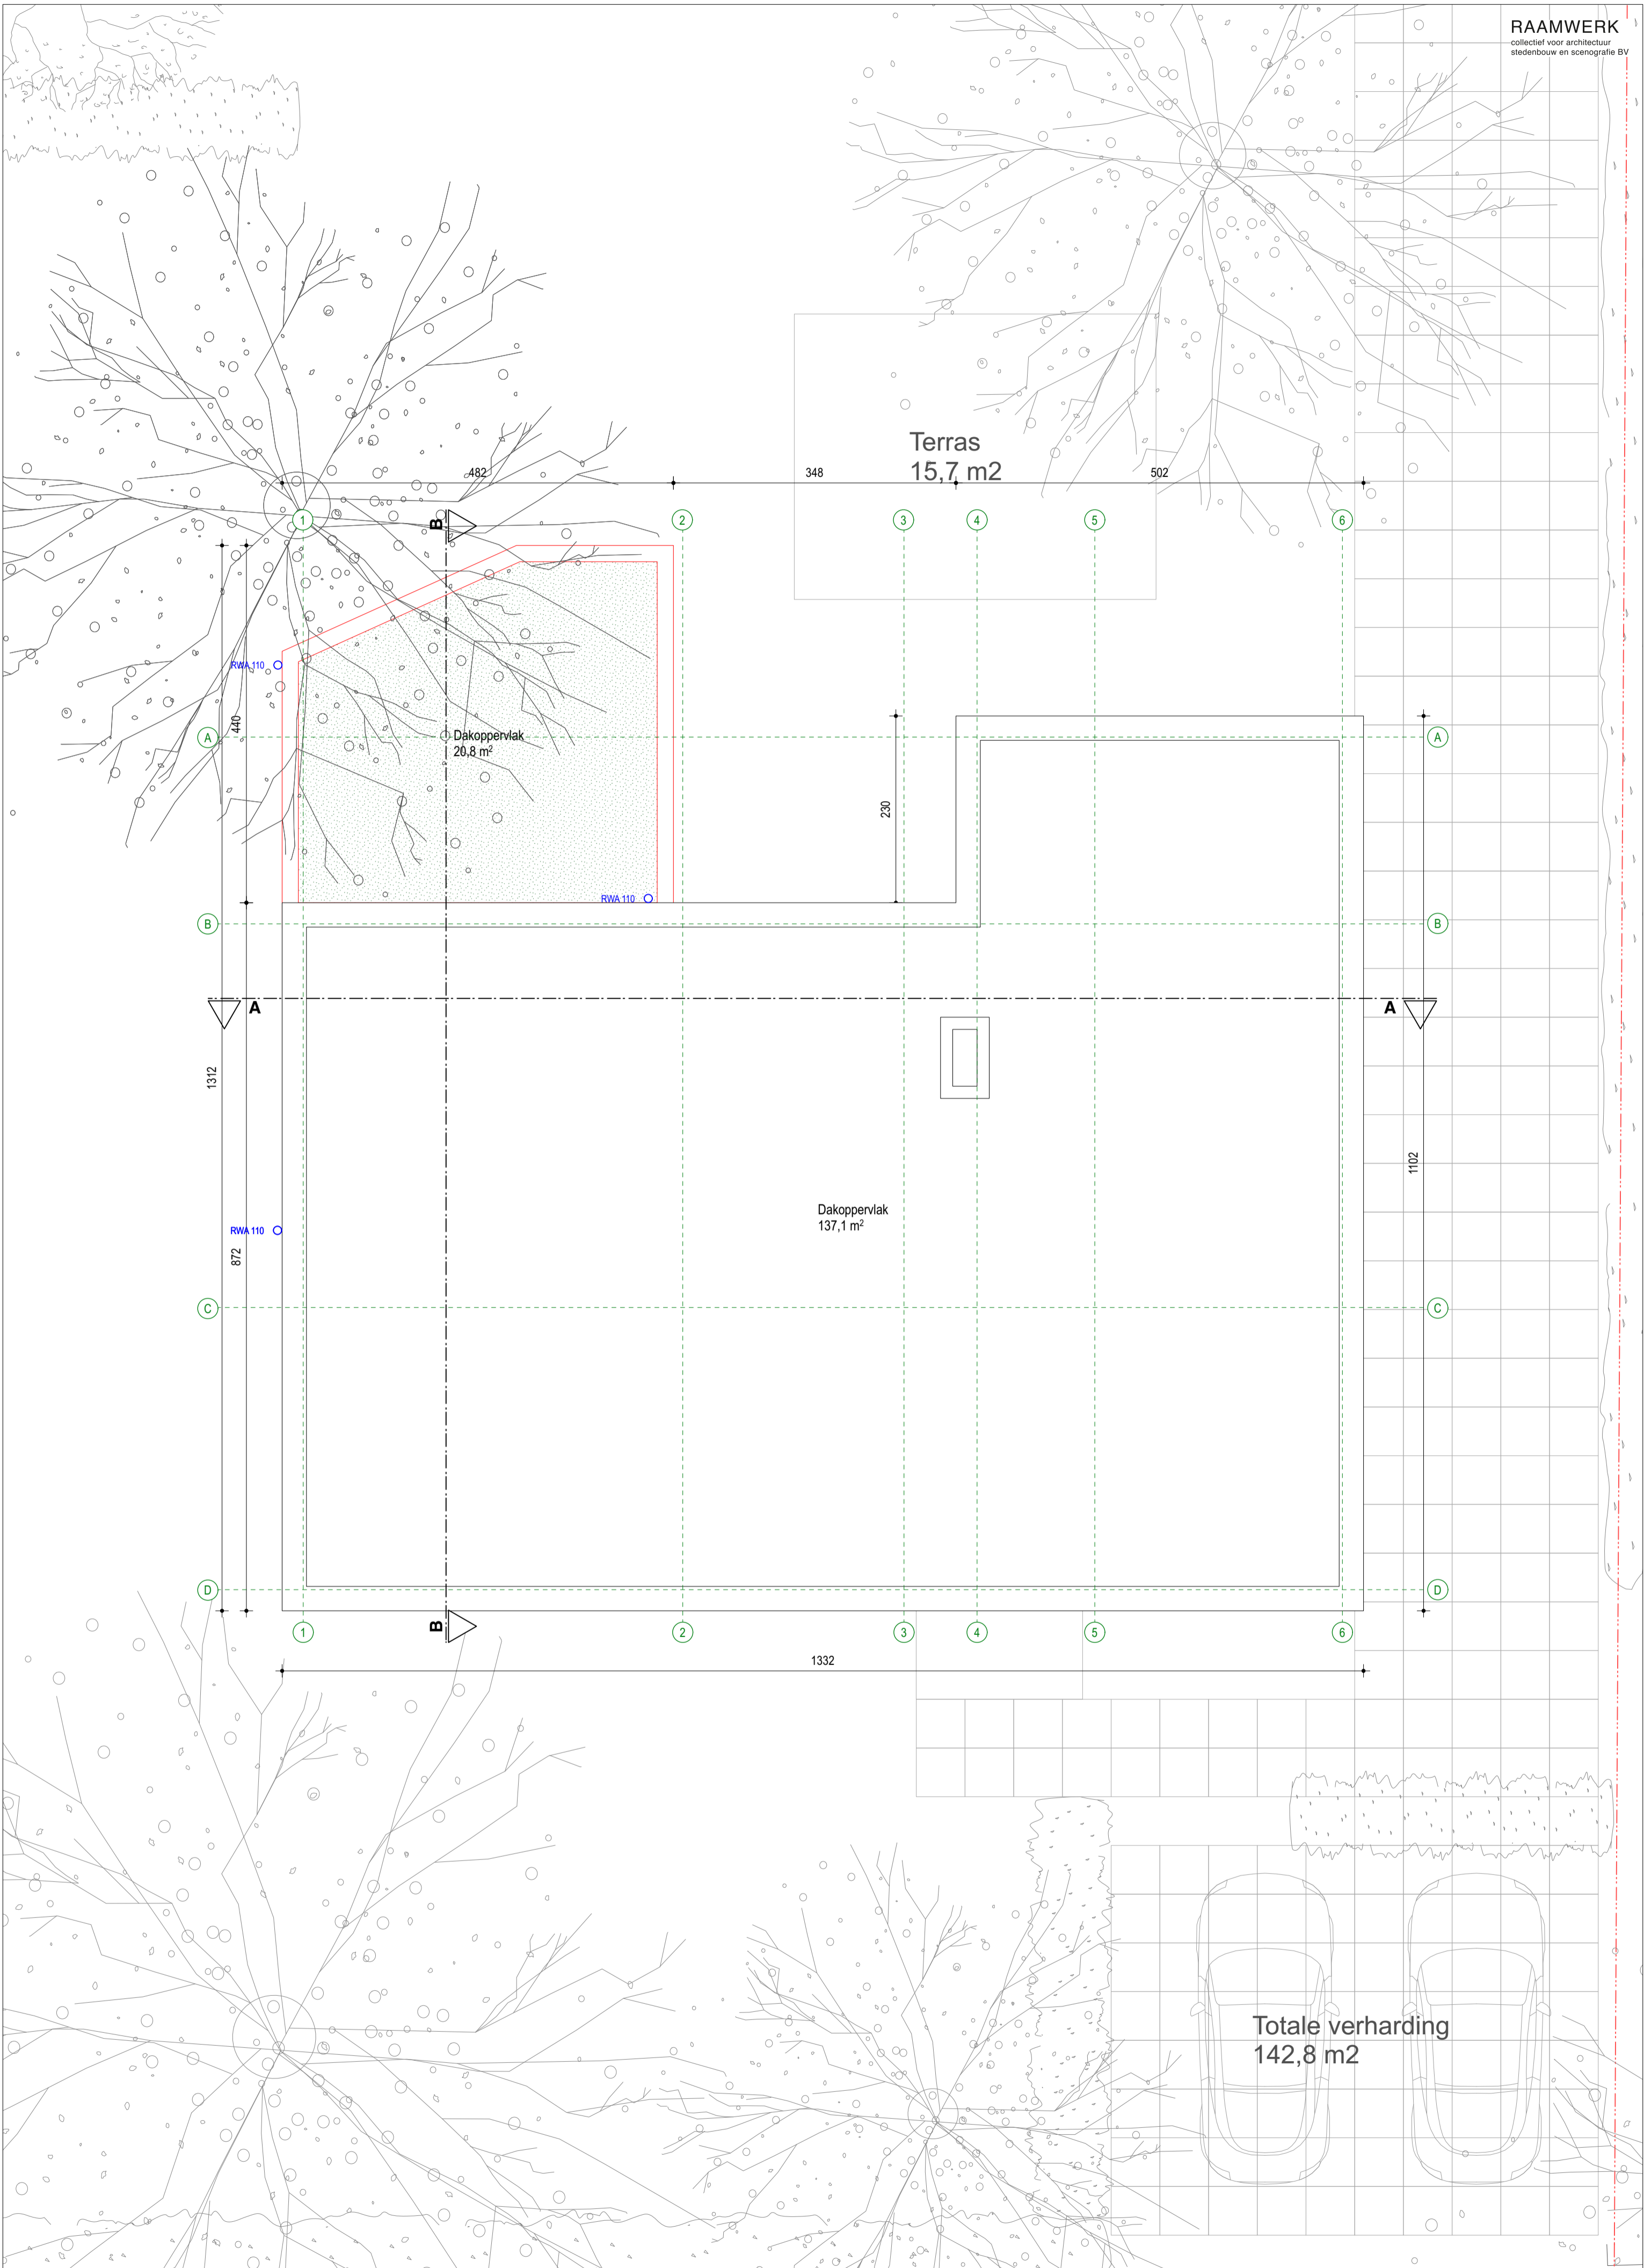 RAAMWERK
collectief voor architectuur
stedenbouw en scenografie BV
Terras
15,7 m2
482
348
502
1
B
2
3
4
5
6
RWA 110
440
A
Dakoppervlak
20,8 m²
A
230
RWA 110
B
B
A
A
1312
1102
Dakoppervlak
137,1 m²
RWA 110
872
C
C
D
D
1
B
2
3
4
5
6
1332
Totale verharding
142,8 m2